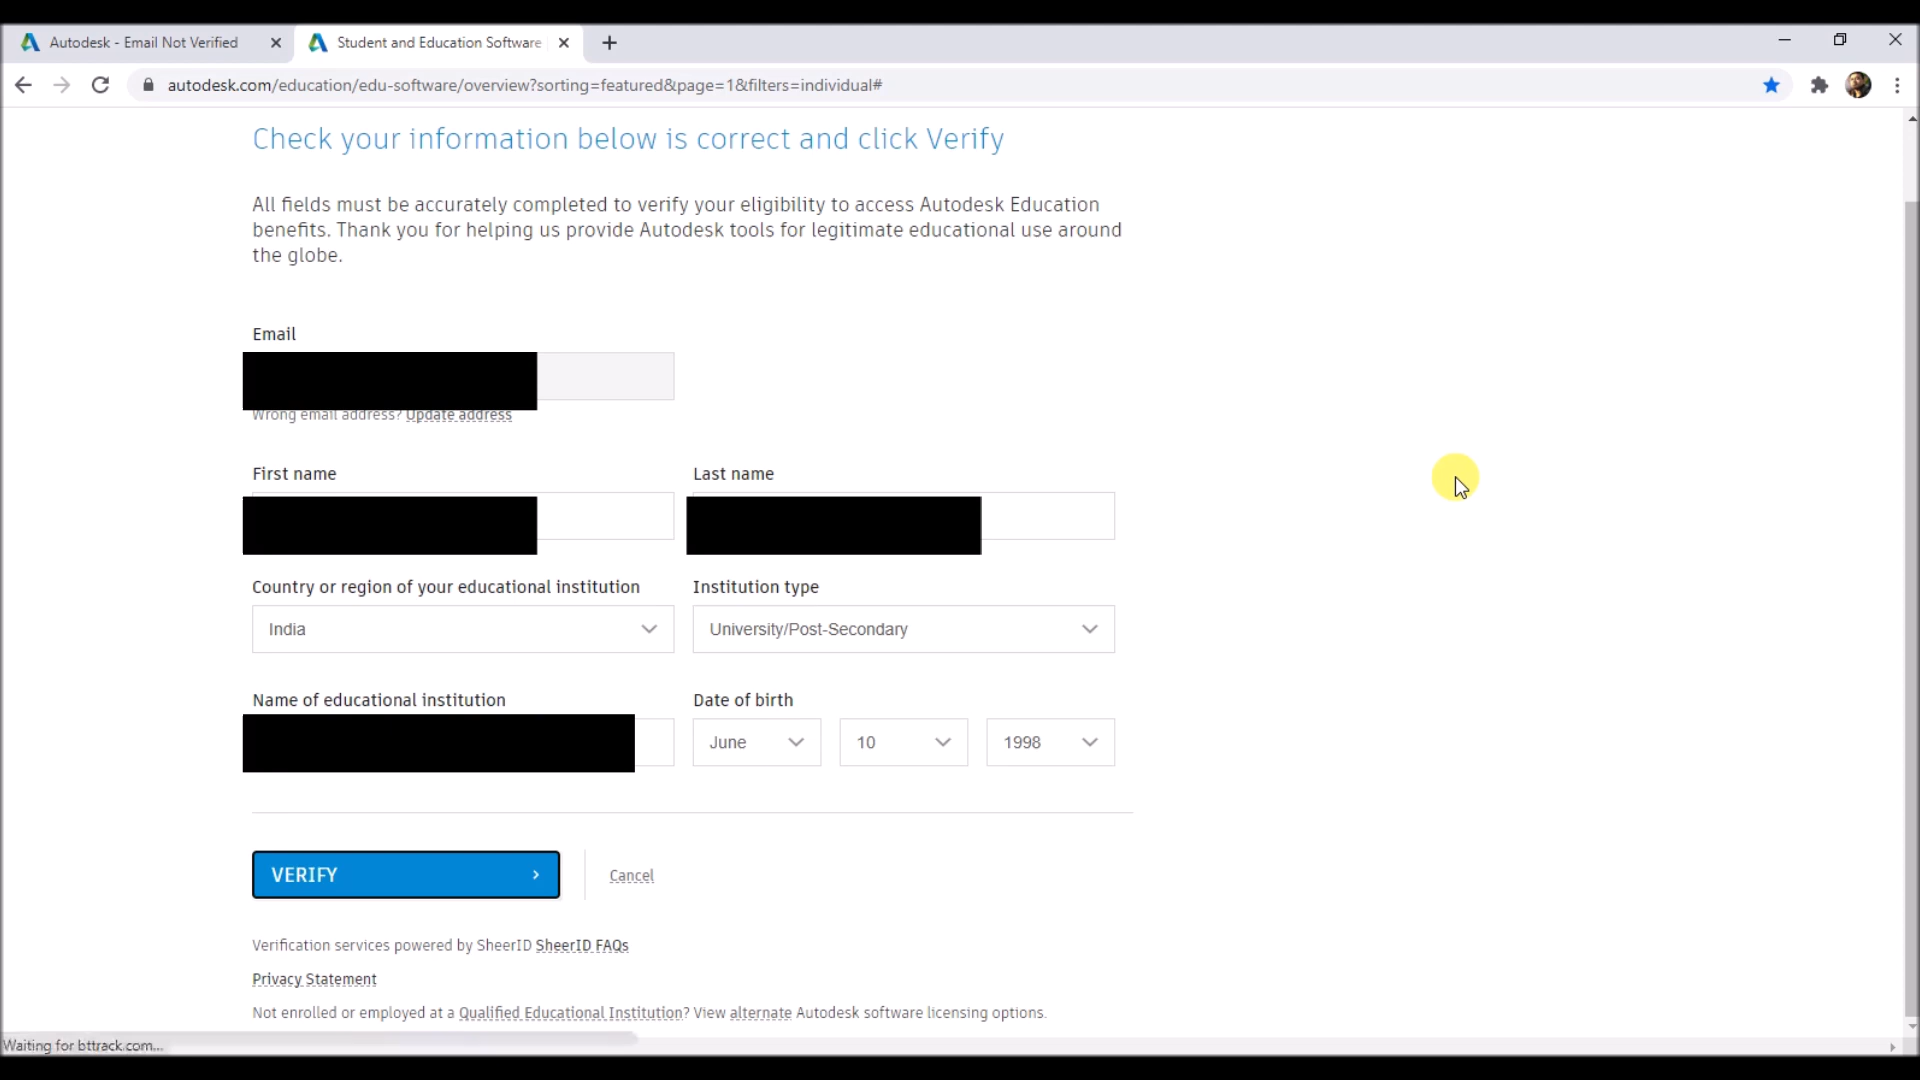 Autodesk - Email Not Verified
Student and Education Software
autodesk.com/education/edu-software/overview?sorting=featured&page=1&filters=individual#
Check your information below is correct and click Verify
All fields must be accurately completed to verify your eligibility to access Autodesk Education
benefits. Thank you for helping us provide Autodesk tools for legitimate educational use around
the globe.
Email
Wrong email address? Update address
First name
Last name
Country or region of your educational institution
Institution type
India
University/Post-Secondary
Name of educational institution
Date of birth
June
10
1998
VERIFY
Cancel
Verification services powered by SheerID SheerID FAQs
Privacy Statement
Not enrolled or employed at a Qualified Educational Institution? View alternate Autodesk software licensing options.
Waiting for bttrack.com...